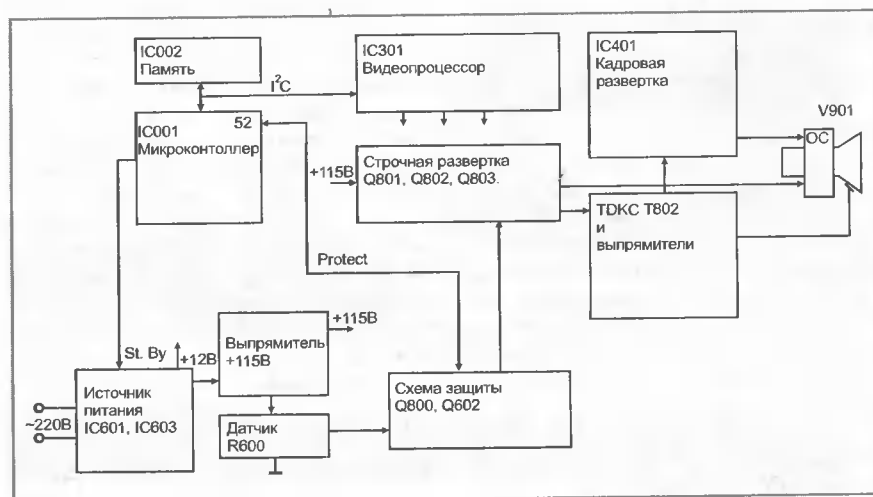 IC002
Память
I²C
IC301
Видеопроцессор
IC401
Кадровая
развертка
V901
ОС
IC001
52
Микроконтоллер
+115В
Строчная развертка
Q801, Q802, Q803.
TDKC T802
и
выпрямители
Protect
St. By
+12В
Выпрямитель
+115В
+115В
Источник
питания
IC601, IC603
~220В
Датчик
R600
Схема защиты
Q800, Q602